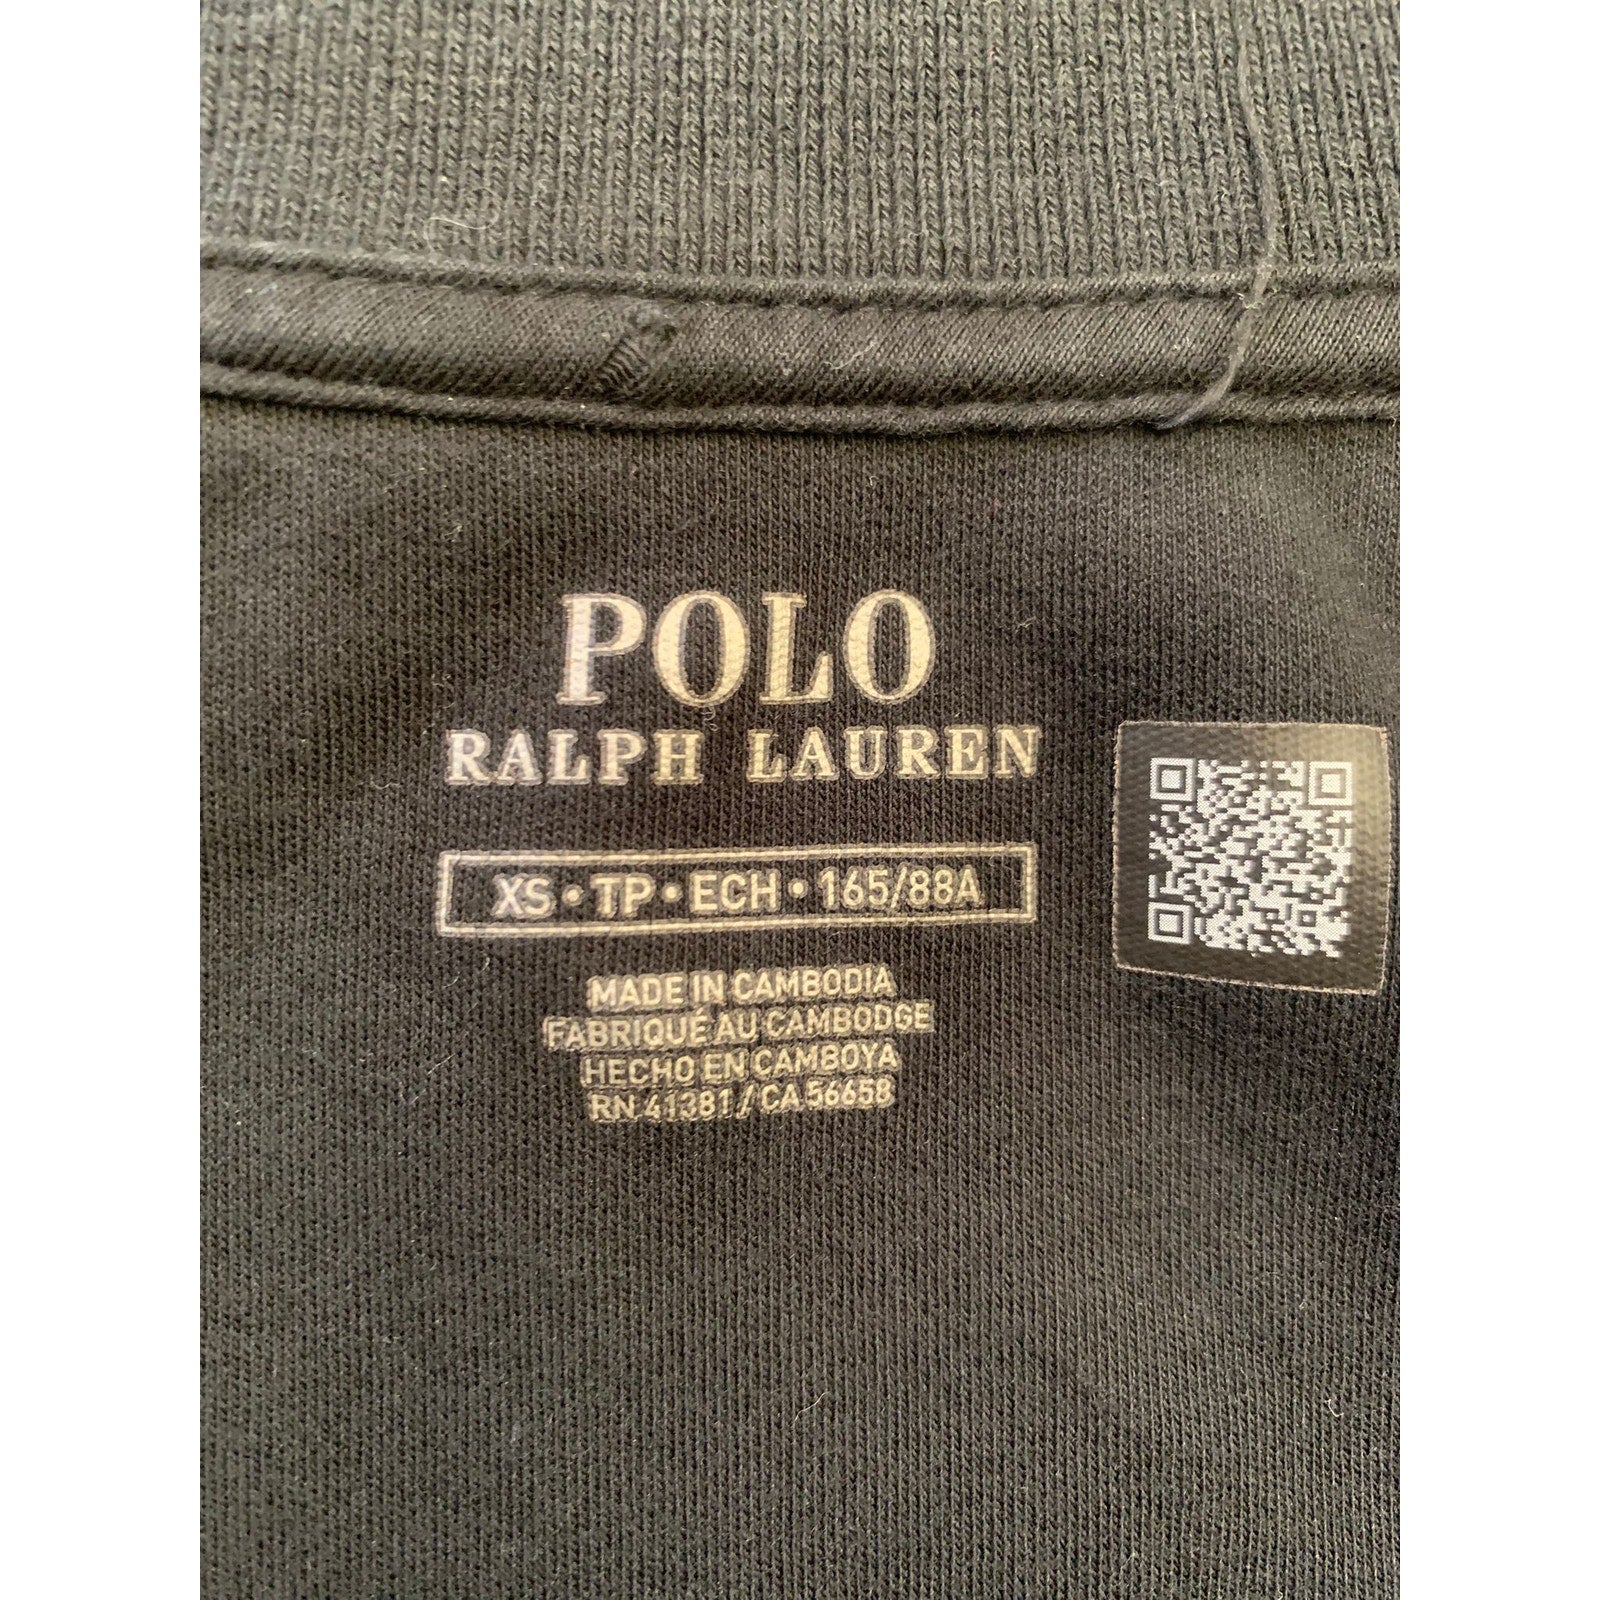 POLO
RALPH LAUREN
XS • TP • ECH • 165/88A
MADE IN CAMBODIA
FABRIQUÉ AU CAMBODGE
HECHO EN CAMBOYA
RN 41381 / CA 56658